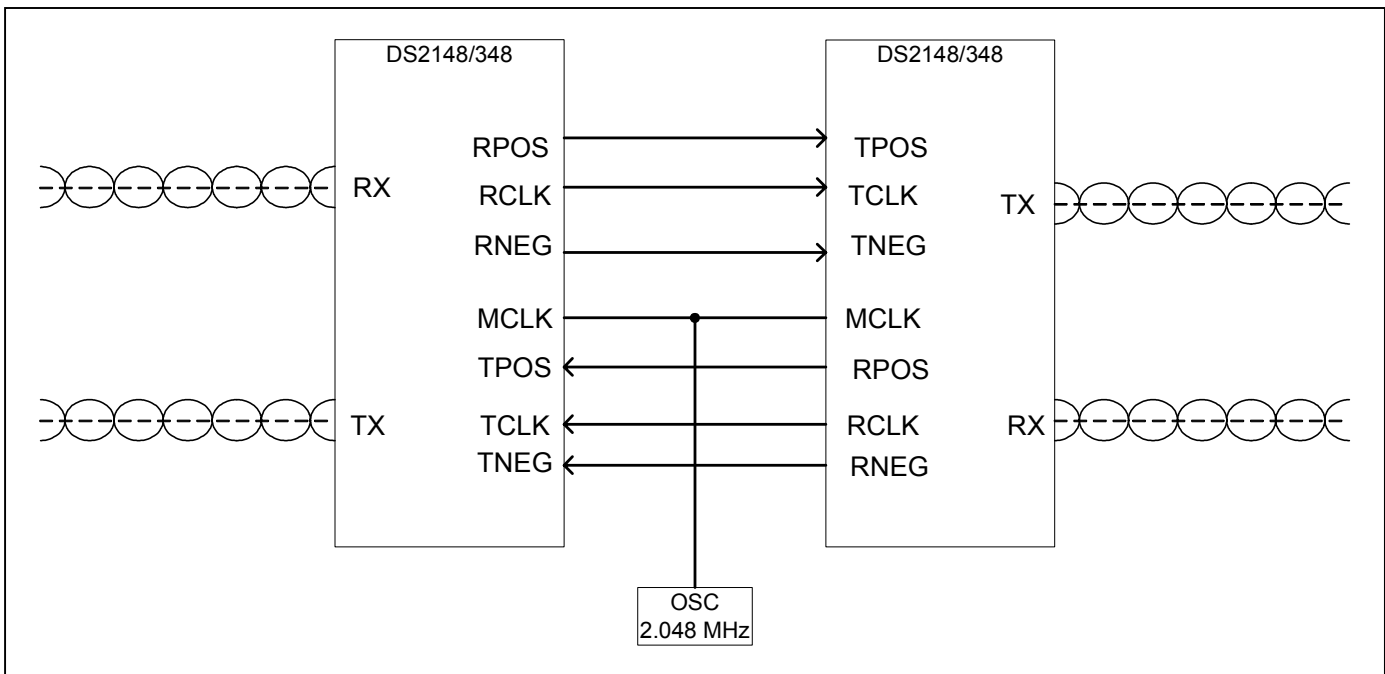 DS2148/348
RX
TX
RPOS
RCLK
RNEG
MCLK
TPOS
TCLK
TNEG
DS2148/348
TPOS
TCLK
TNEG
MCLK
RPOS
RCLK
RNEG
TX
RX
OSC
2.048 MHz